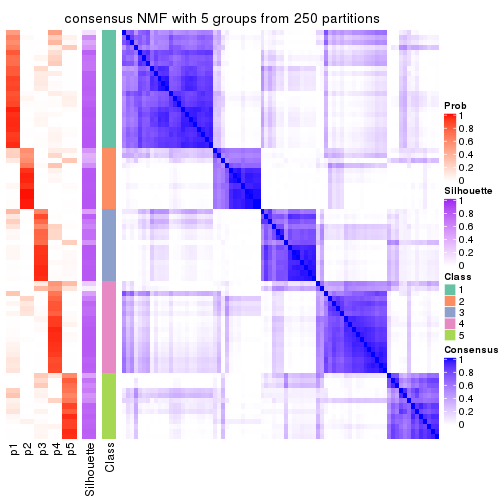 consensus NMF with 5 groups from 250 partitions
Prob
1
0.8
0.6
0.4
0.2
0
Silhouette
1
0.8
0.6
0.4
0.2
0
Class
1
2
3
4
5
Consensus
1
0.8
0.6
0.4
0.2
0
p1
p2
p3
p4
p5
Silhouette
Class